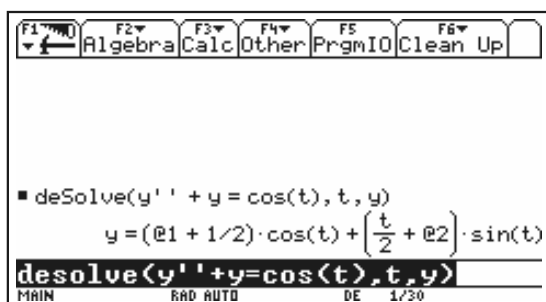 F1 F2 Algebra F3 Calc F4 Other F5 PrgmIO F6 Clean Up
■ deSolve(y'' + y = cos(t), t, y)
y = (@1 + 1/2)·cos(t) + (t/2 + @2)·sin(t)
desolve(y''+y=cos(t),t,y)
MAIN RAD AUTO DE 1/30